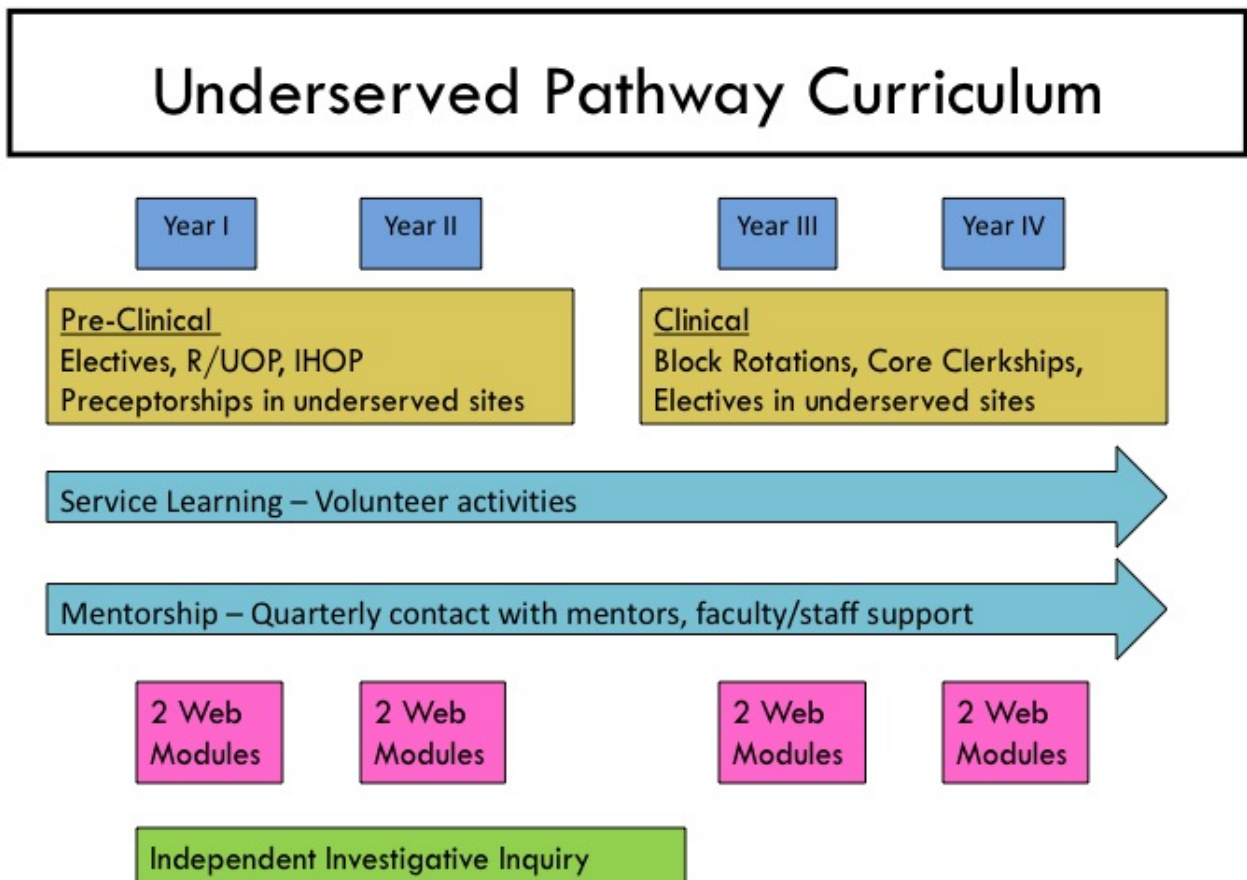 Underserved Pathway Curriculum
Year I
Year II
Year III
Year IV
Pre-Clinical
Electives, R/UOP, IHOP
Preceptorships in underserved sites
Clinical
Block Rotations, Core Clerkships,
Electives in underserved sites
Service Learning – Volunteer activities
Mentorship – Quarterly contact with mentors, faculty/staff support
2 Web
Modules
2 Web
Modules
2 Web
Modules
2 Web
Modules
Independent Investigative Inquiry